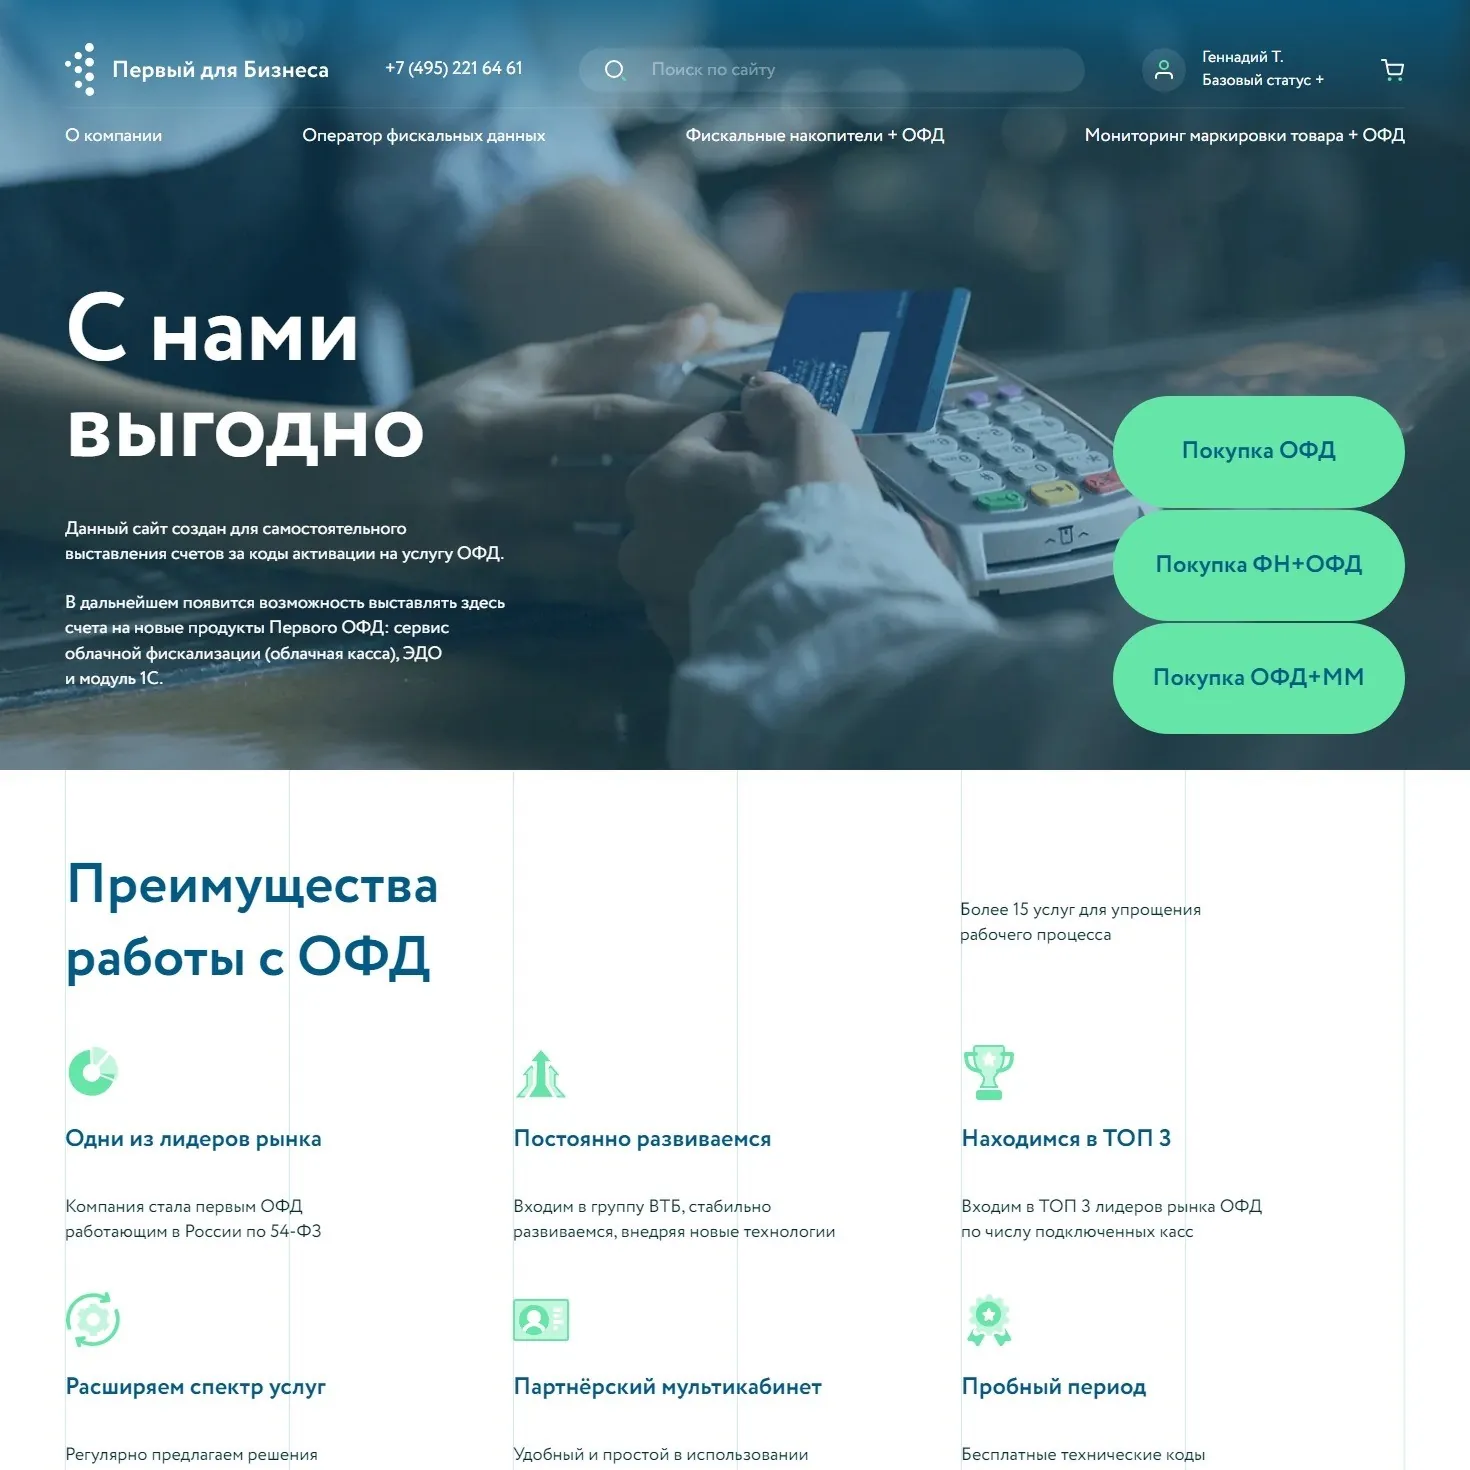 Первый для Бизнеса
+7 (495) 221 64 61
Поиск по сайту
Геннадий Т.
Базовый статус +
О компании
Оператор фискальных данных
Фискальные накопители + ОФД
Мониторинг маркировки товара + ОФД
С нами
выгодно
Данный сайт создан для самостоятельного
выставления счетов за коды активации на услугу ОФД.
В дальнейшем появится возможность выставлять здесь
счета на новые продукты Первого ОФД: сервис
облачной фискализации (облачная касса), ЭДО
и модуль 1С.
Покупка ОФД
Покупка ФН+ОФД
Покупка ОФД+ММ
Преимущества
работы с ОФД
Более 15 услуг для упрощения
рабочего процесса
Одни из лидеров рынка
Компания стала первым ОФД
работающим в России по 54-ФЗ
Постоянно развиваемся
Входим в группу ВТБ, стабильно
развиваемся, внедряя новые технологии
Находимся в ТОП 3
Входим в ТОП 3 лидеров рынка ОФД
по числу подключенных касс
Расширяем спектр услуг
Регулярно предлагаем решения
Партнёрский мультикабинет
Удобный и простой в использовании
Пробный период
Бесплатные технические коды